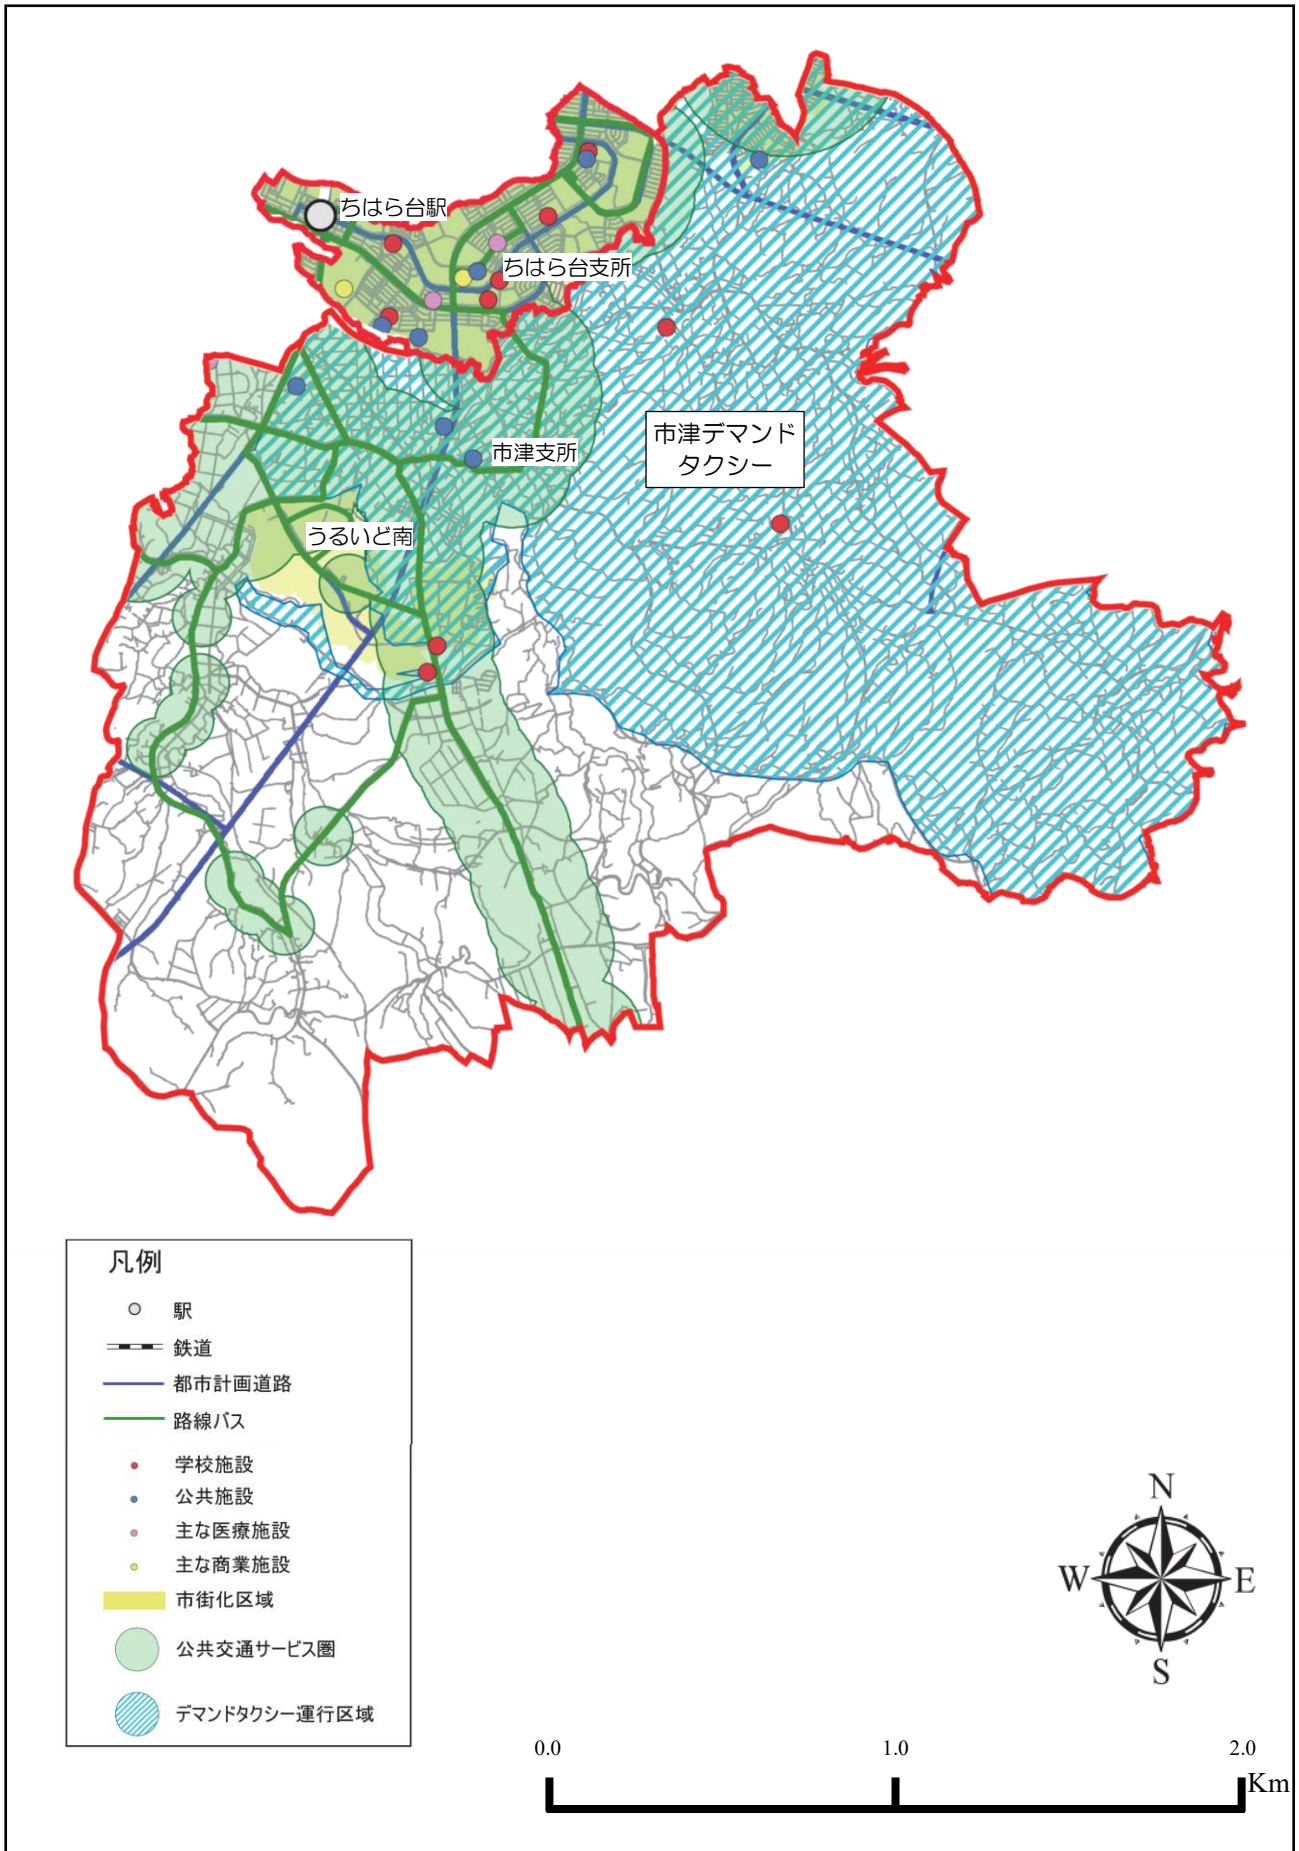 ちはら台駅
ちはら台支所
市津デマンド
タクシー
市津支所
うるいど南
凡例
駅
鉄道
都市計画道路
路線バス
学校施設
公共施設
主な医療施設
主な商業施設
市街化区域
公共交通サービス圏
デマンドタクシー運行区域
N
W
E
S
0.0
1.0
2.0
Km